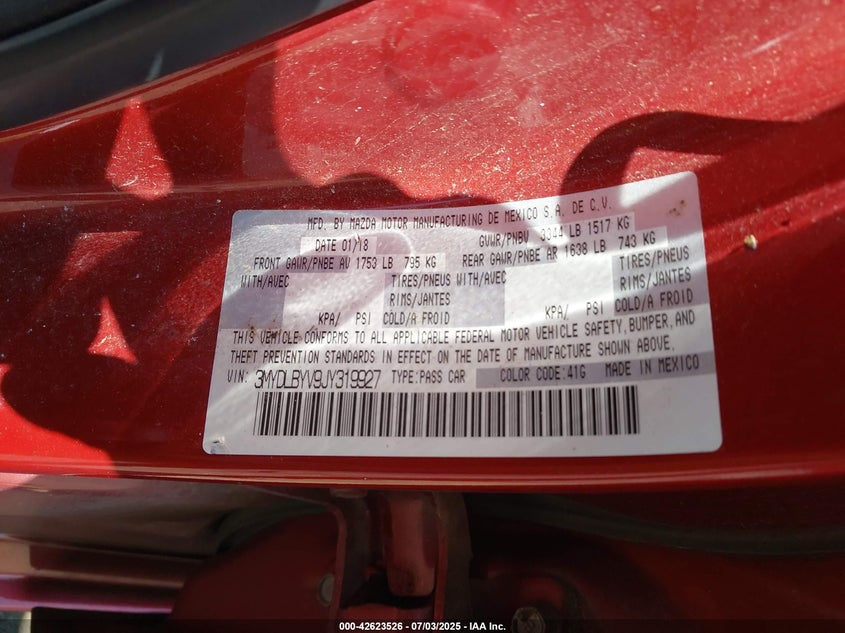 MFD. BY MAZDA MOTOR MANUFACTURING DE MEXICO S.A. DE C.V.
DATE 01/18 GVWR/PNBV 3344 LB 1517 KG
FRONT GAWR/PNBE AV 1753 LB 795 KG REAR GAWR/PNBE AR 1638 LB 743 KG
WITH/AVEC TIRES/PNEUS WITH/AVEC TIRES/PNEUS
RIMS/JANTES RIMS/JANTES
KPA/ PSI COLD/A FROID KPA/ PSI COLD/A FROID
THIS VEHICLE CONFORMS TO ALL APPLICABLE FEDERAL MOTOR VEHICLE SAFETY, BUMPER, AND
THEFT PREVENTION STANDARDS IN EFFECT ON THE DATE OF MANUFACTURE SHOWN ABOVE.
VIN: 3MYDLBYV9JY319927 TYPE:PASS CAR COLOR CODE:41G MADE IN MEXICO
000-42623526 - 07/03/2025 - IAA Inc.